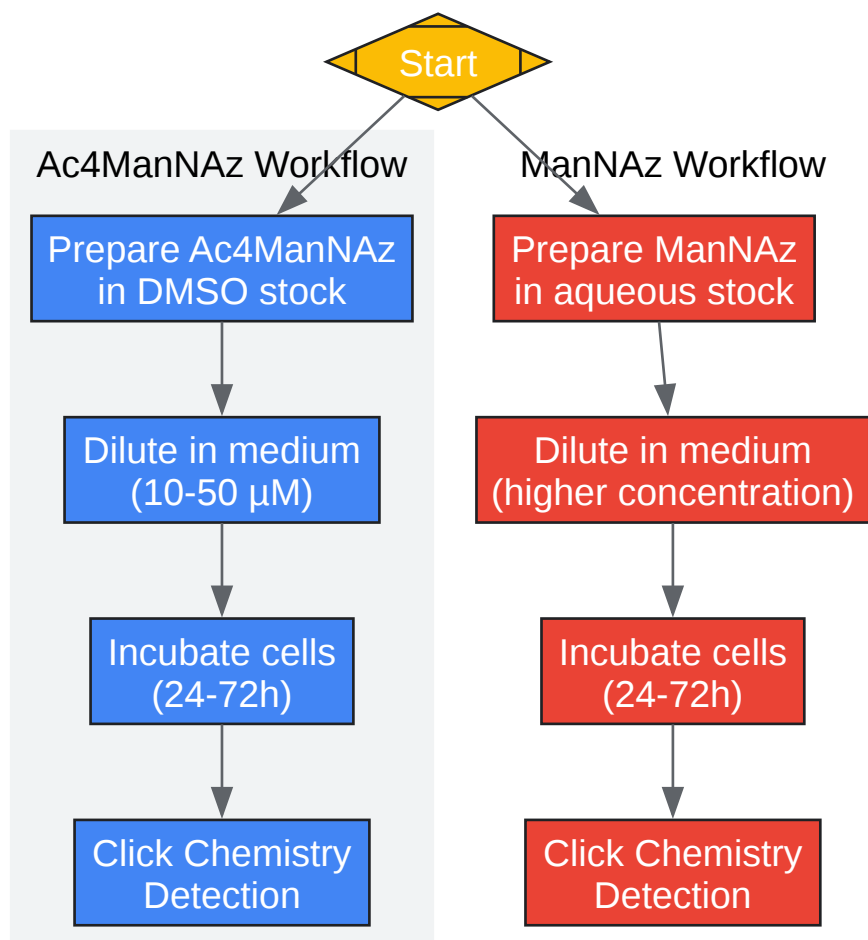 Start
Ac4ManNAz Workflow
Prepare Ac4ManNAz
in DMSO stock
Dilute in medium
(10-50 µM)
Incubate cells
(24-72h)
Click Chemistry
Detection
ManNAz Workflow
Prepare ManNAz
in aqueous stock
Dilute in medium
(higher concentration)
Incubate cells
(24-72h)
Click Chemistry
Detection